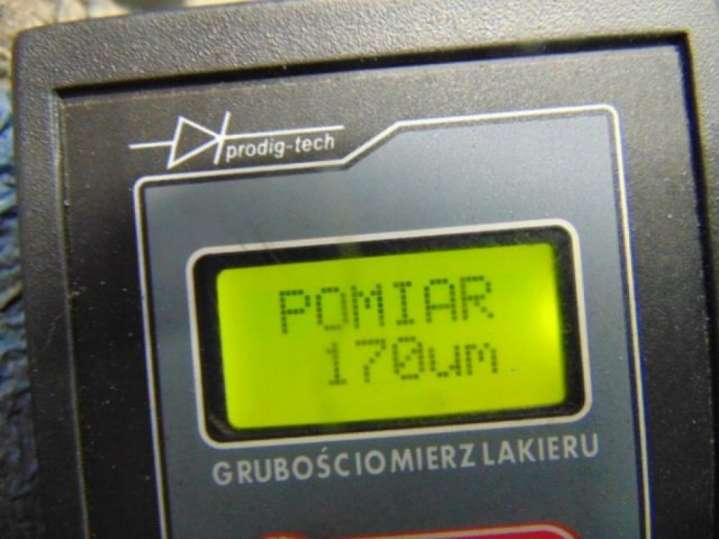 prodig-tech
POMIAR
170um
GRUBOŚCIOMIERZ LAKIERU